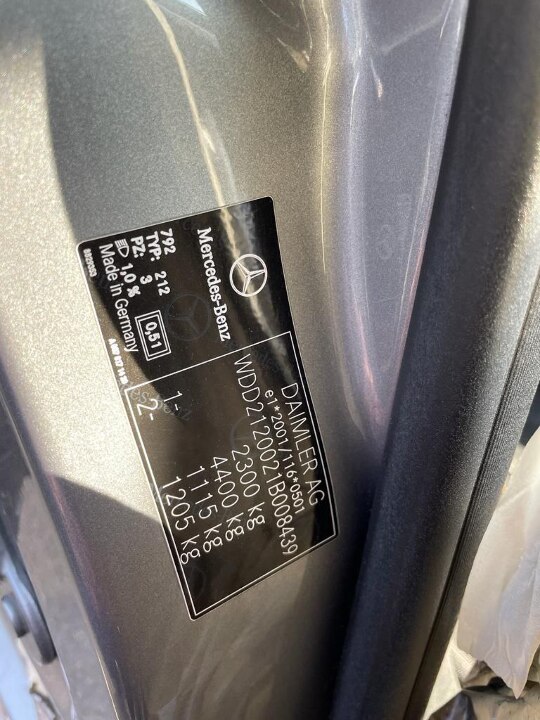 Mercedes-Benz
792
TYP: 212
PZ: 3
1,0 %
0,51
Made in Germany
DAIMLER AG
e1*2001/116*0501
WDD2120021B008439
2300 kg
4400 kg
1- 1115 kg
2- 1205 kg